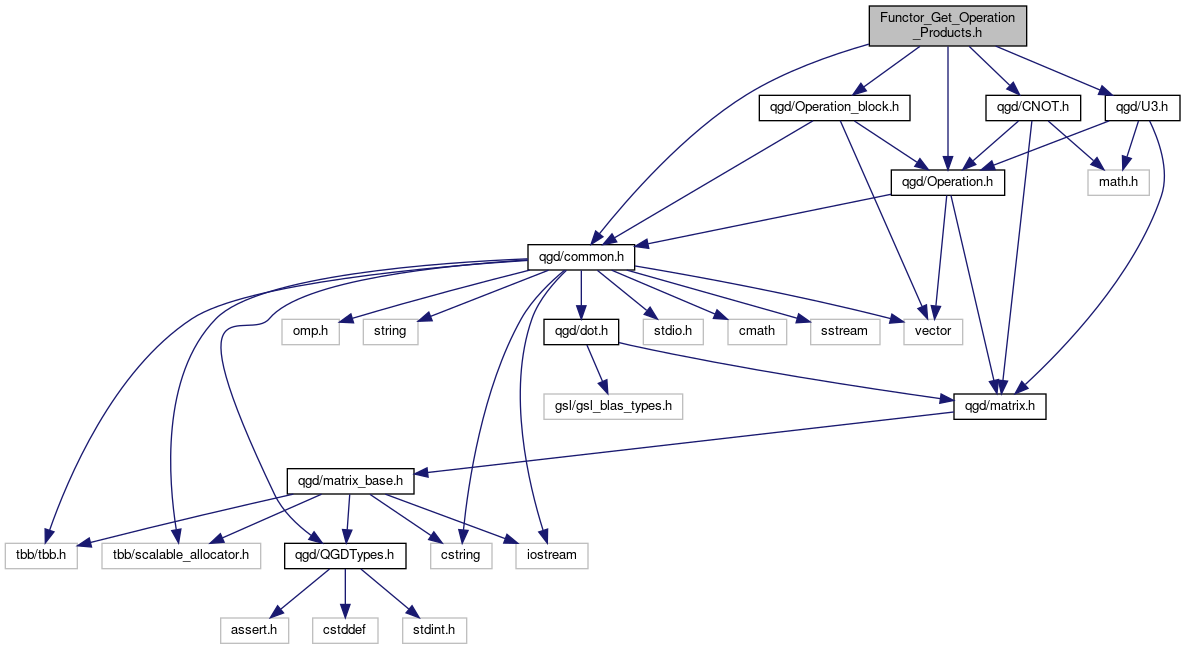 Functor_Get_Operation
_Products.h
qgd/Operation_block.h
qgd/CNOT.h
qgd/U3.h
qgd/Operation.h
math.h
qgd/common.h
omp.h
string
qgd/dot.h
stdio.h
cmath
sstream
vector
gsl/gsl_blas_types.h
qgd/matrix.h
qgd/matrix_base.h
tbb/tbb.h
tbb/scalable_allocator.h
qgd/QGDTypes.h
cstring
iostream
assert.h
cstddef
stdint.h